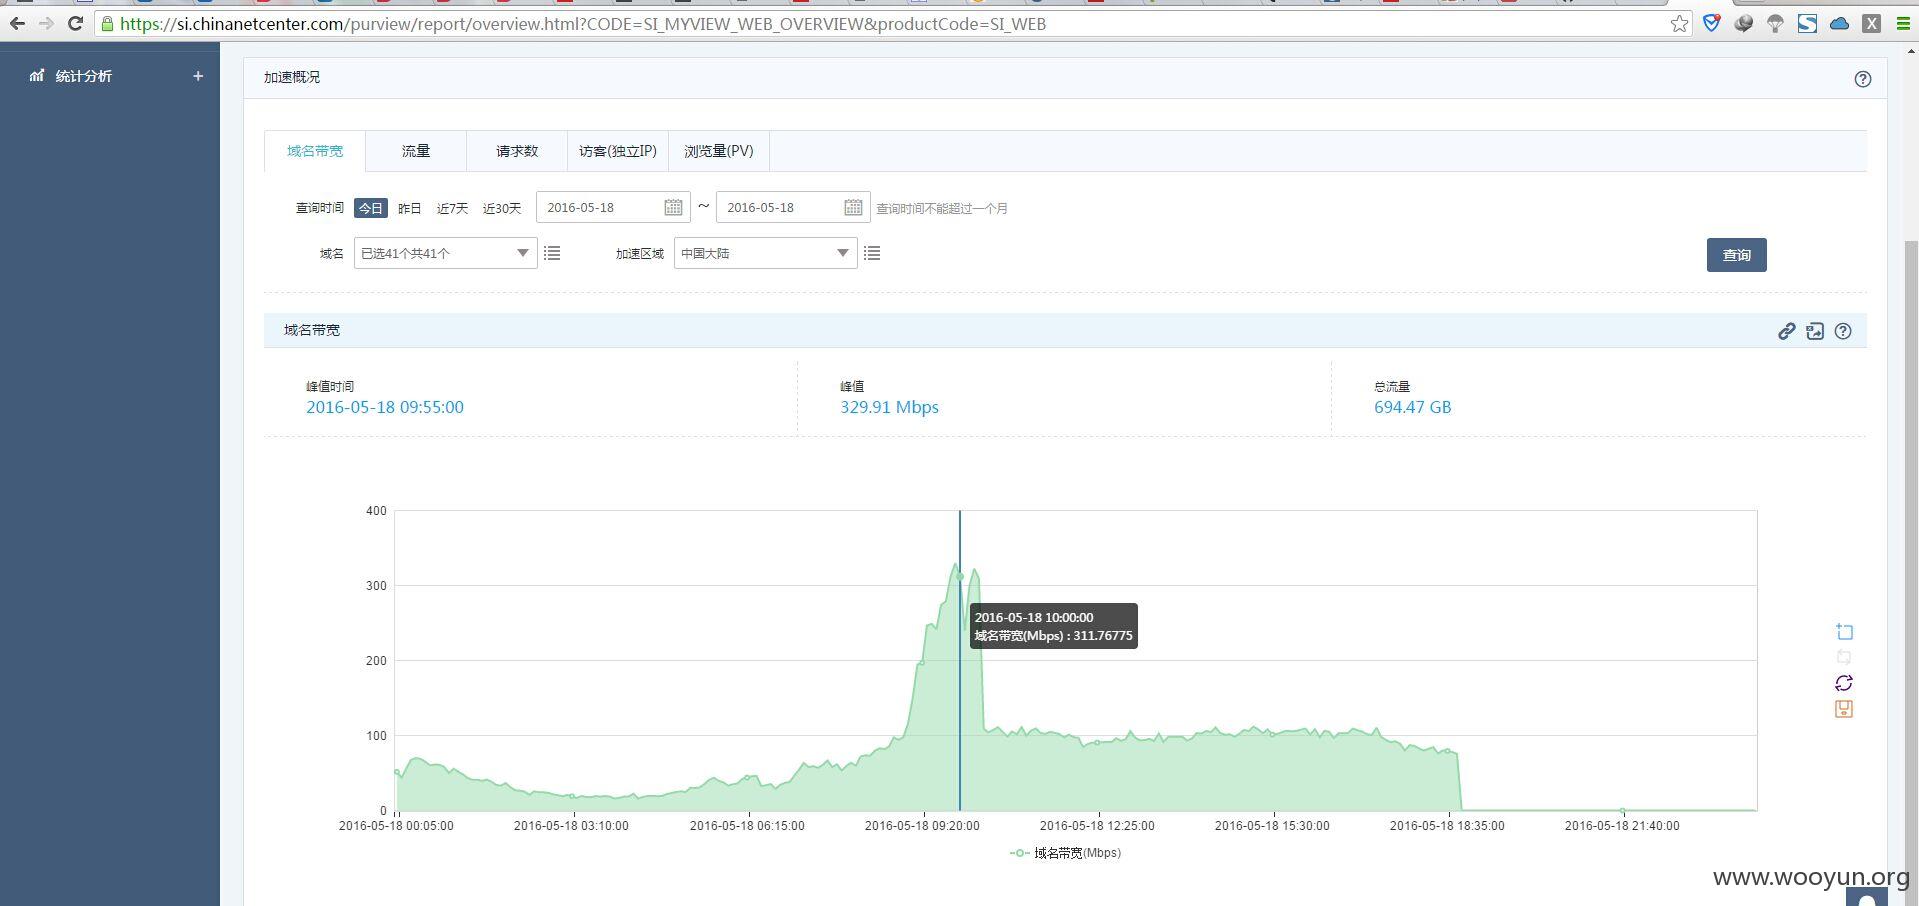 https://si.chinanetcenter.com/purview/report/overview.html?CODE=SI_MYVIEW_WEB_OVERVIEW&productCode=SI_WEB
统计分析 +
加速概况
域名带宽 流量 请求数 访客(独立IP) 浏览量(PV)
查询时间 今日 昨日 近7天 近30天 2016-05-18 ~ 2016-05-18 查询时间不能超过一个月
域名 已选41个共41个 加速区域 中国大陆 查询
域名带宽
峰值时间 峰值 总流量
2016-05-18 09:55:00 329.91 Mbps 694.47 GB
400
300
2016-05-18 10:00:00
域名带宽(Mbps) : 311.76775
200
100
0
2016-05-18 00:05:00 2016-05-18 03:10:00 2016-05-18 06:15:00 2016-05-18 09:20:00 2016-05-18 12:25:00 2016-05-18 15:30:00 2016-05-18 18:35:00 2016-05-18 21:40:00
域名带宽(Mbps)
www.wooyun.org